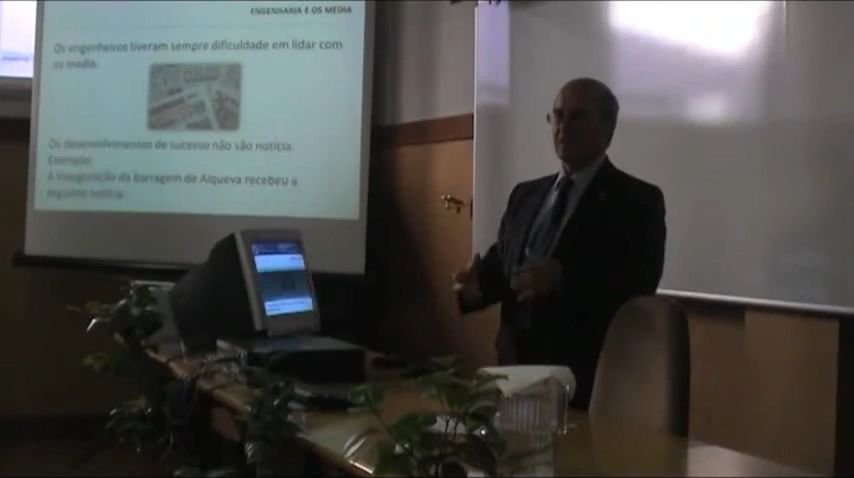 ENGENHARIA E OS MEDIA
Os engenheiros tiveram sempre dificuldade em lidar com
os media.
Os desenvolvimentos de sucesso não são notícia.
Exemplo:
A inauguração da barragem de Alqueva recebeu a
seguinte notícia: